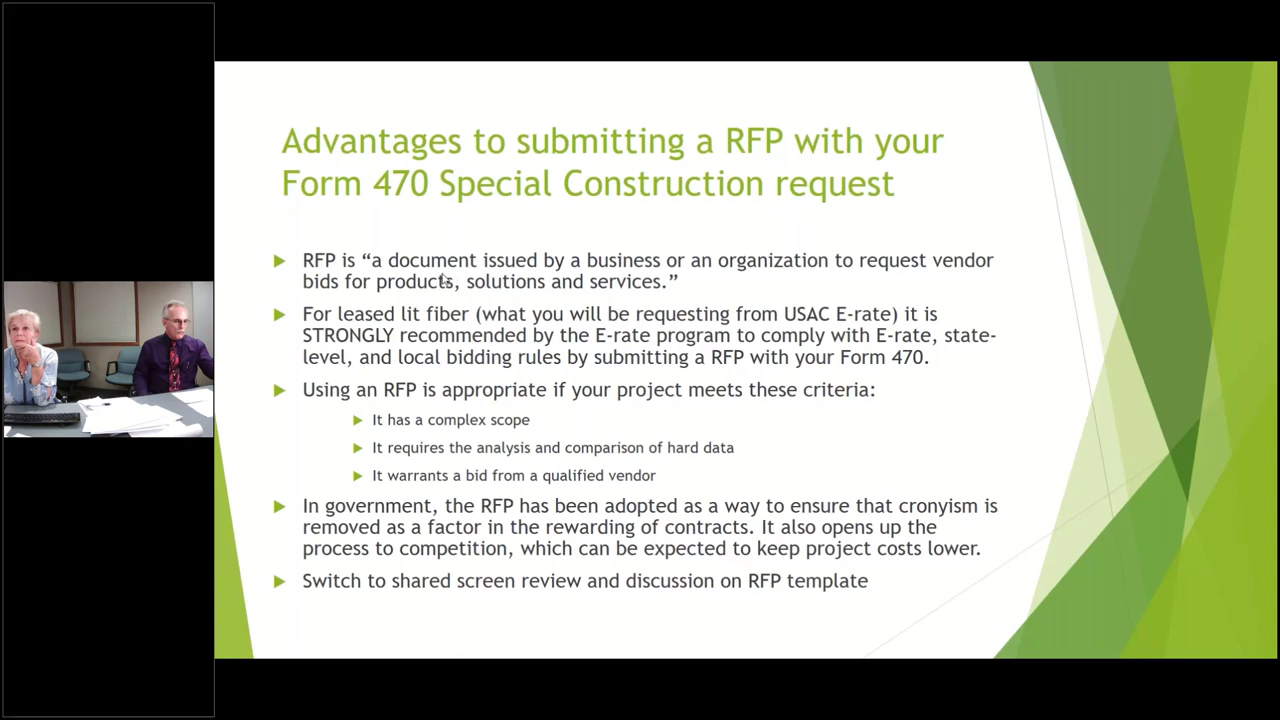 Advantages to submitting a RFP with your
Form 470 Special Construction request
RFP is “a document issued by a business or an organization to request vendor
bids for products, solutions and services.”
For leased lit fiber (what you will be requesting from USAC E-rate) it is
STRONGLY recommended by the E-rate program to comply with E-rate, state-
level, and local bidding rules by submitting a RFP with your Form 470.
Using an RFP is appropriate if your project meets these criteria:
It has a complex scope
It requires the analysis and comparison of hard data
It warrants a bid from a qualified vendor
In government, the RFP has been adopted as a way to ensure that cronyism is
removed as a factor in the rewarding of contracts. It also opens up the
process to competition, which can be expected to keep project costs lower.
Switch to shared screen review and discussion on RFP template